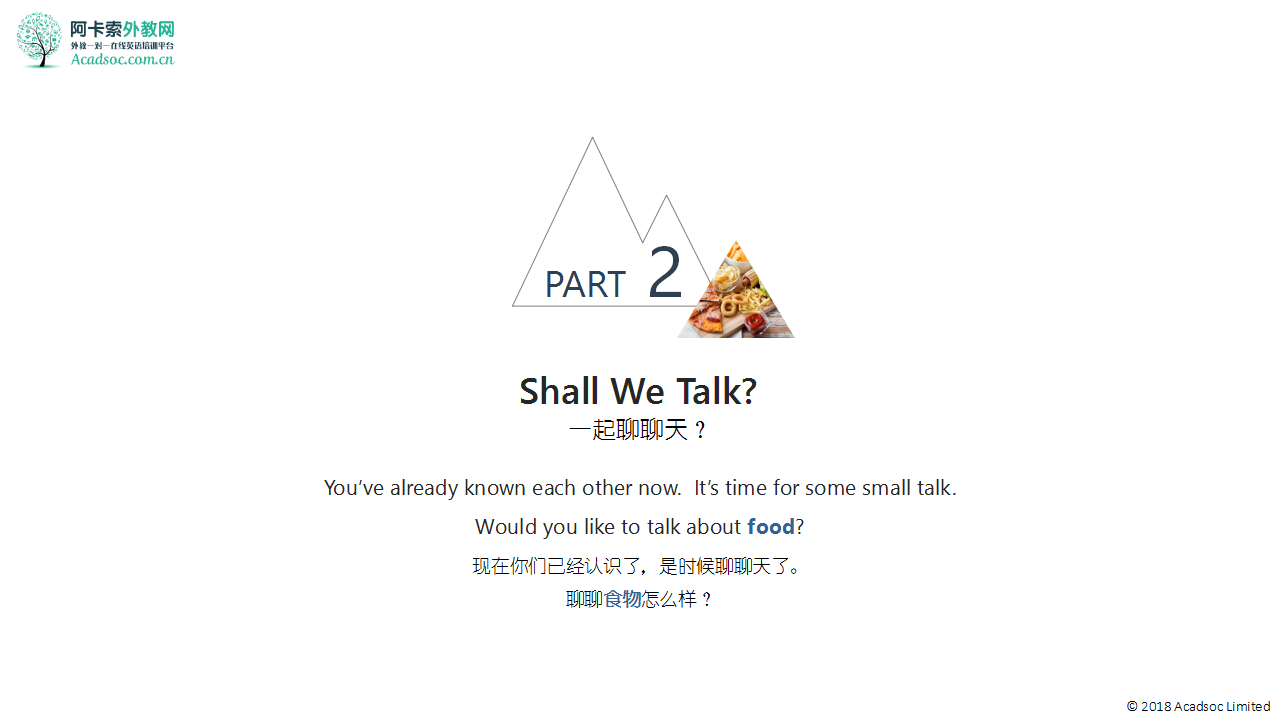 阿卡索外教网
外教一对一在线英语培训平台
Acadsoc.com.cn
PART 2
Shall We Talk?
一起聊聊天？
You’ve already known each other now.  It’s time for some small talk.
Would you like to talk about food?
现在你们已经认识了，是时候聊聊天了。
聊聊食物怎么样？
© 2018 Acadsoc Limited